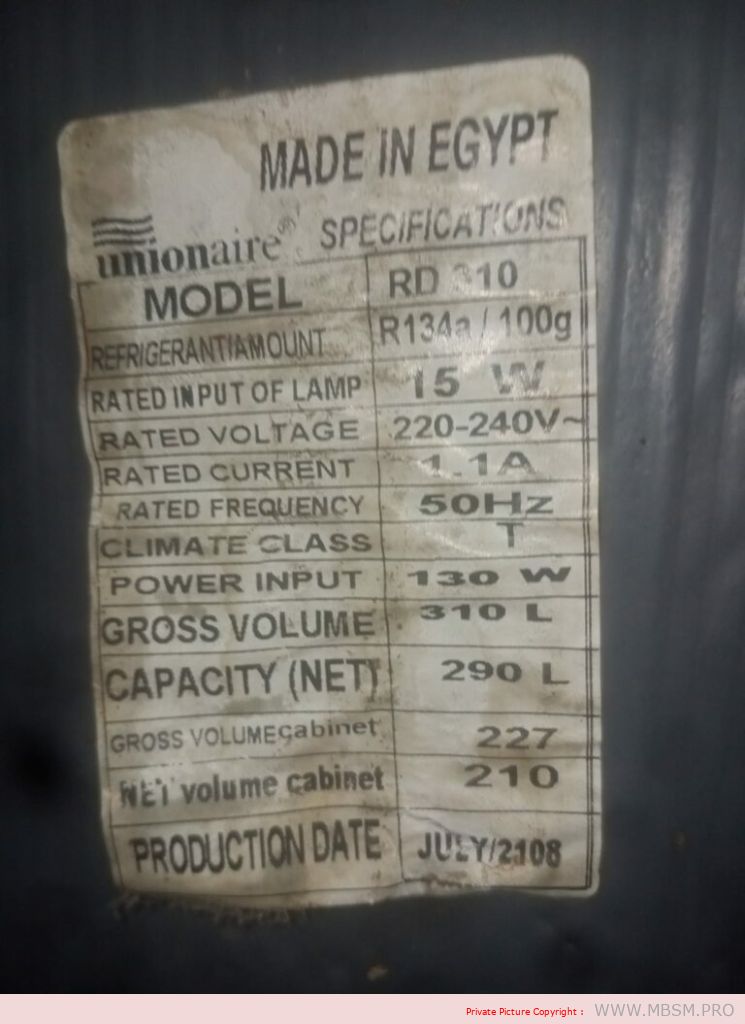 MADE IN EGYPT
unionaire® SPECIFICATIONS
MODEL RD 310
REFRIGERANT/AMOUNT R134a / 100g
RATED INPUT OF LAMP 15 W
RATED VOLTAGE 220-240V~
RATED CURRENT 1.1A
RATED FREQUENCY 50Hz
CLIMATE CLASS T
POWER INPUT 130 W
GROSS VOLUME 310 L
CAPACITY (NET) 290 L
GROSS VOLUMEcabinet 227
NET volume cabinet 210
PRODUCTION DATE JULY/2108
Private Picture Copyright : WWW.MBSM.PRO